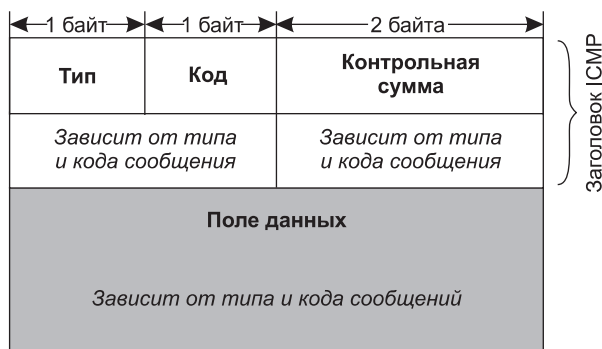 1 байт
1 байт
2 байта
Тип
Код
Контрольная
сумма
Зависит от типа
и кода сообщения
Зависит от типа
и кода сообщения
Заголовок ICMP
Поле данных
Зависит от типа и кода сообщений